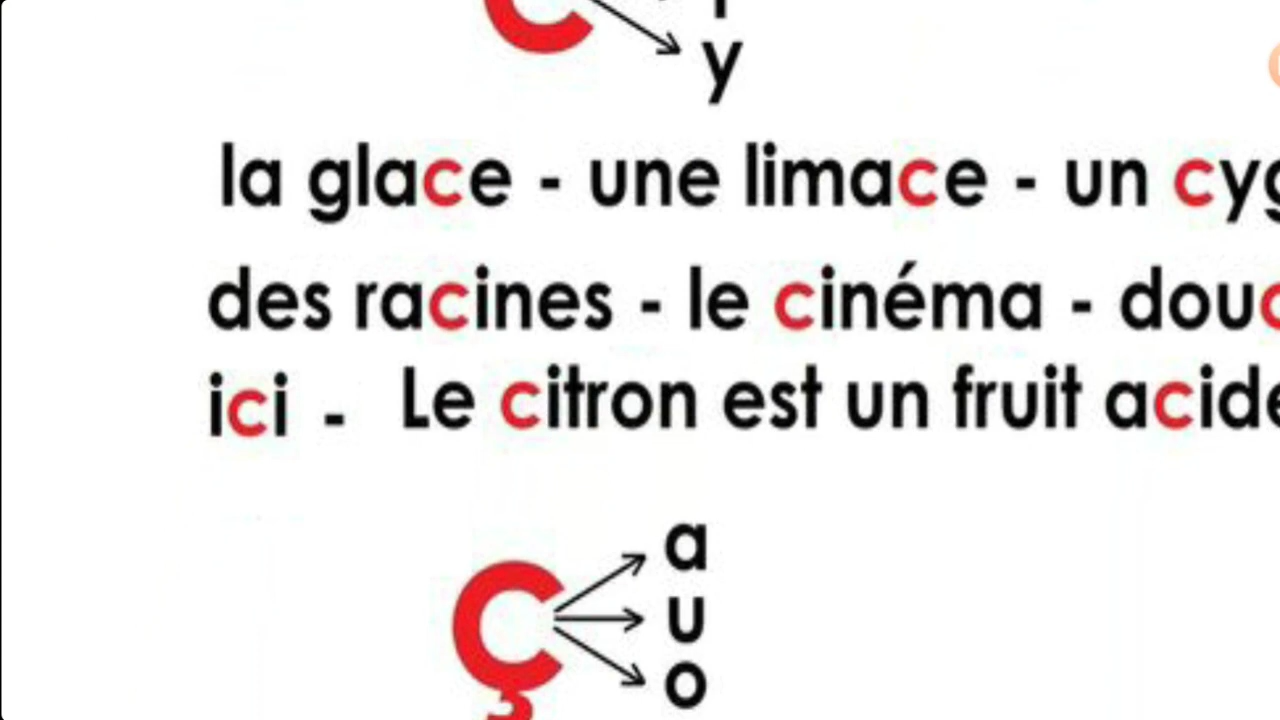 c
y
la glace - une limace - un
des racines - le cinéma -
ici - Le citron est un fruit
a
ç u
o